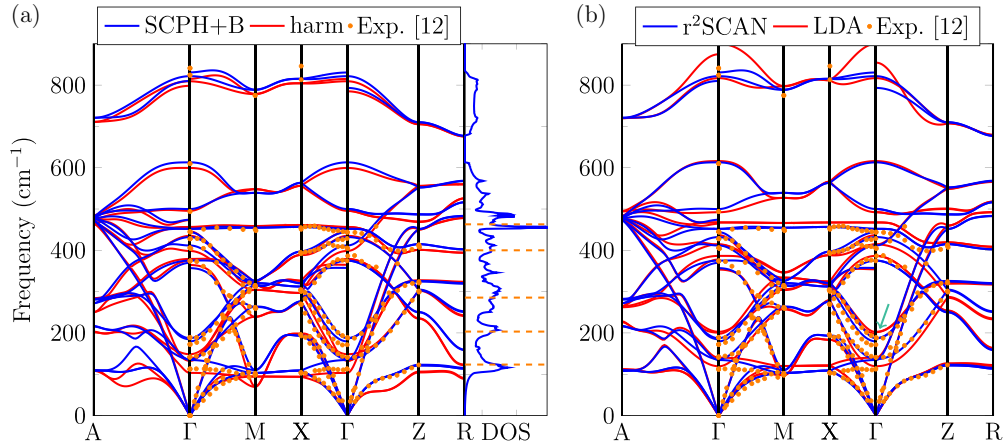 (a) SCPH+B harm Exp. [12]
(b) r²SCAN LDA Exp. [12]
Frequency (cm⁻¹)
800 800
600 600
400 400
200 200
0 0
A Γ M X Γ Z R DOS
A Γ M X Γ Z R